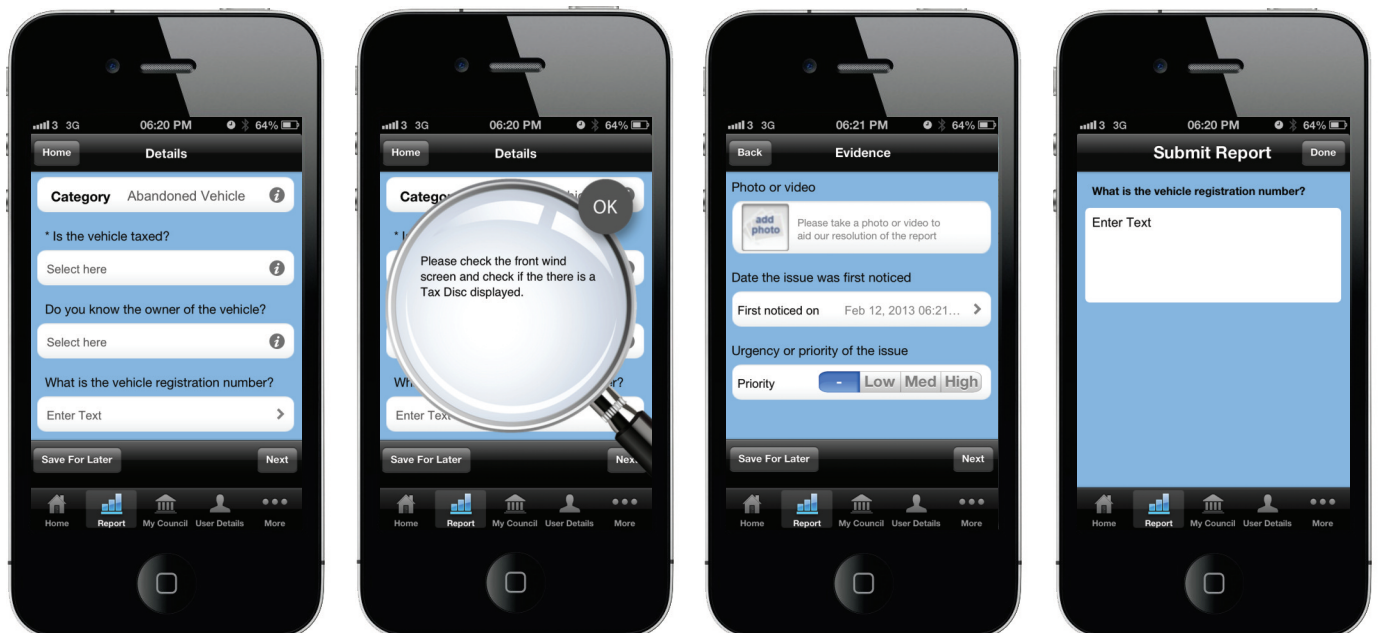 3 3G 06:20 PM 64%
Home Details
Category Abandoned Vehicle i
* Is the vehicle taxed?
Select here i
Do you know the owner of the vehicle?
Select here i
What is the vehicle registration number?
Enter Text
Save For Later Next
Home Report My Council User Details More
3 3G 06:20 PM 64%
Home Details
OK
Please check the front wind
screen and check if the there is a
Tax Disc displayed.
Enter Text
Save For Later
Home Report My Council User Details More
3 3G 06:21 PM 64%
Back Evidence
Photo or video
add
photo
Please take a photo or video to
aid our resolution of the report
Date the issue was first noticed
First noticed on Feb 12, 2013 06:21...
Urgency or priority of the issue
Priority - Low Med High
Save For Later Next
Home Report My Council User Details More
3 3G 06:20 PM 64%
Submit Report Done
What is the vehicle registration number?
Enter Text
Home Report My Council User Details More